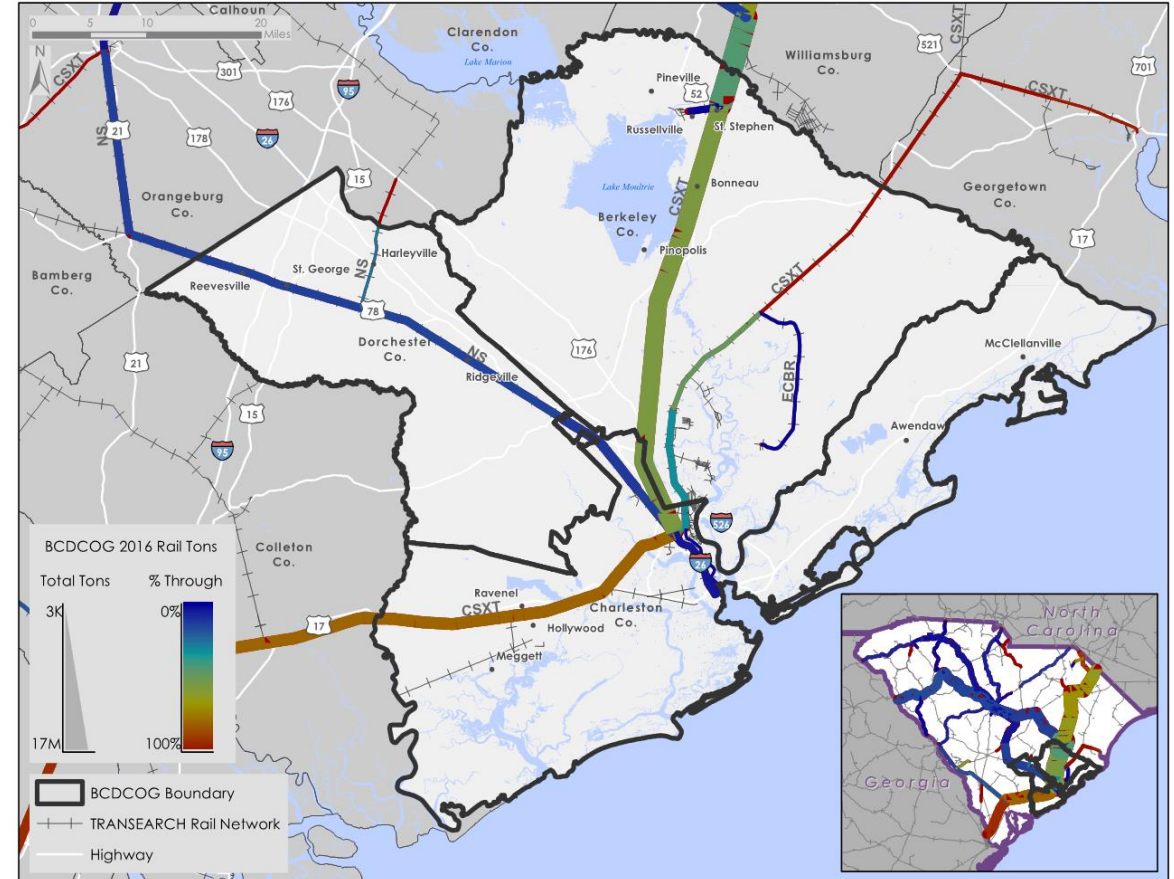 Calhoun
Co.
0
5
10
20
Miles
N
Clarendon
Co.
Lake Marion
Williamsburg
Co.
521
CSXT
701
CSXT
CSXT
301
176
95
Pineville
52
NS
21
178
26
Russellville
St. Stephen
CSXT
15
Lake Moultrie
Bonneau
Georgetown
Co.
Orangeburg
Co.
Berkeley
Co.
Pinopolis
17
Harleyville
St. George
NS
Bamberg
Co.
Reevesville
CSXT
78
Dorchester
Co.
NS
176
McClellanville
21
Ridgeville
ECBR
15
Awendaw
95
526
BCDCOG 2016 Rail Tons
Total Tons
% Through
3K
0%
17M
100%
Colleton
Co.
26
Ravenel
CSXT
Charleston
Co.
17
Hollywood
Meggett
North
Carolina
Georgia
BCDCOG Boundary
TRANSEARCH Rail Network
Highway